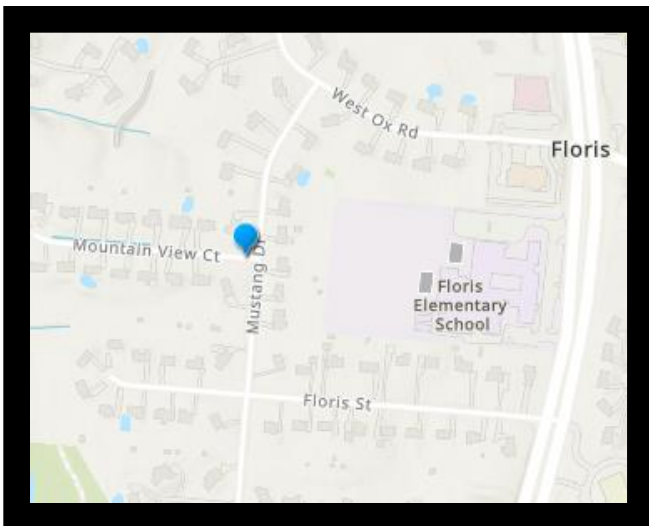 West Ox Rd
Floris
Mountain View Ct
Mustang Dr
Floris
Elementary
School
Floris St